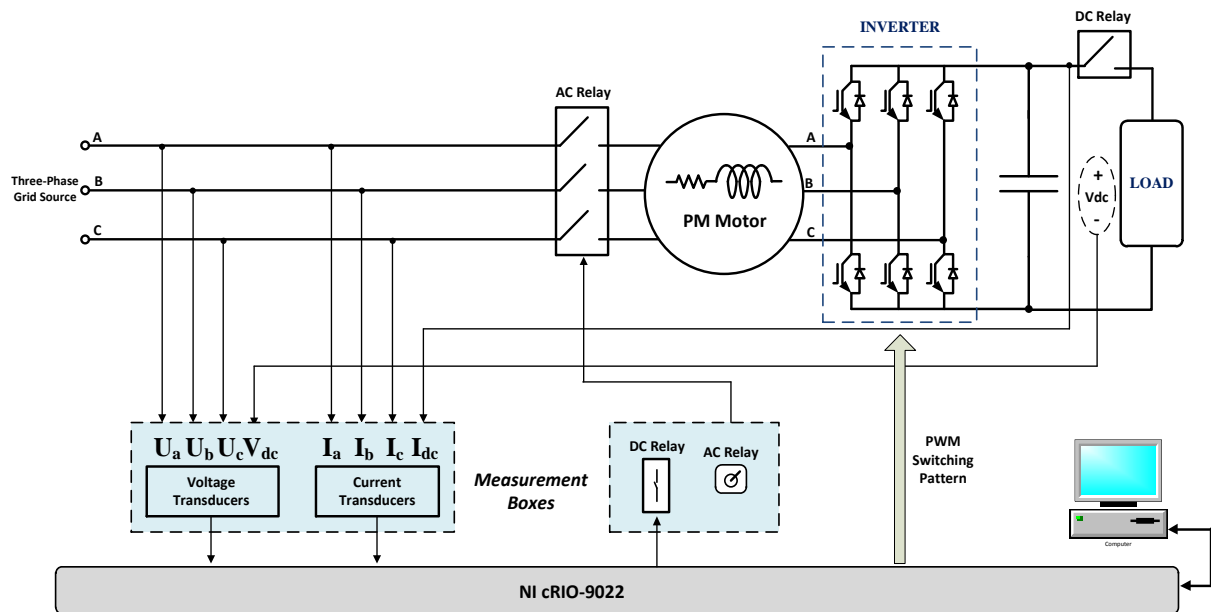 DC Relay
INVERTER
AC Relay
A
Three-Phase
Grid Source
B
C
PM Motor
A
B
C
+
Vdc
-
LOAD
Ua Ub Uc Vdc
Ia Ib Ic Idc
Voltage
Transducers
Current
Transducers
Measurement
Boxes
DC Relay
AC Relay
PWM
Switching
Pattern
Computer
NI cRIO-9022